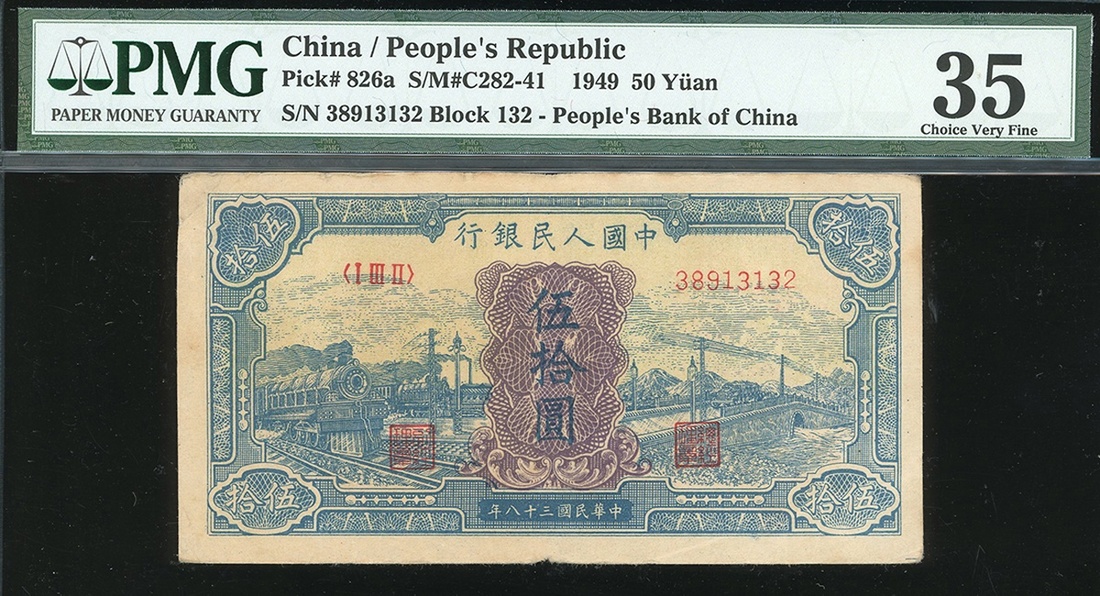 PMG
PAPER MONEY GUARANTY
China / People's Republic
Pick# 826a S/M#C282-41 1949 50 Yüan
S/N 38913132 Block 132 - People's Bank of China
35
Choice Very Fine
中國人民銀行
〈I III II〉
38913132
伍拾
伍拾
伍拾圓
伍拾
伍拾
中華民國三十八年